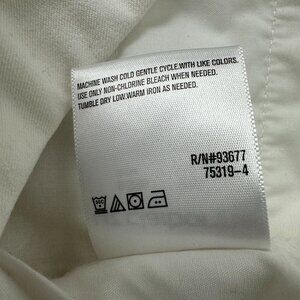 MACHINE WASH COLD GENTLE CYCLE.WITH LIKE COLORS.
USE ONLY NON-CHLORINE BLEACH WHEN NEEDED.
TUMBLE DRY LOW.WARM IRON AS NEEDED.
R/N#93677
75319-4